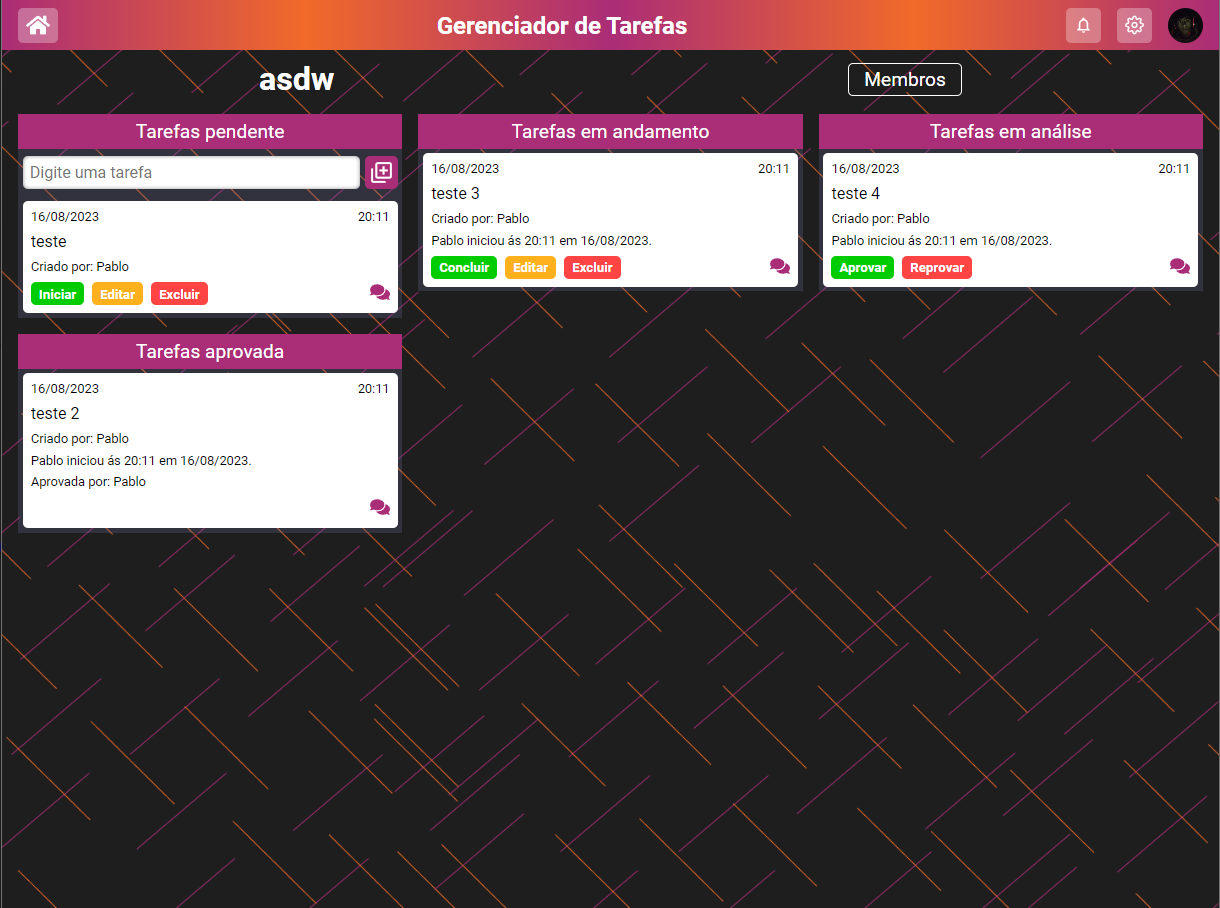 Gerenciador de Tarefas
asdw
Membros
Tarefas pendente
Digite uma tarefa
16/08/2023 20:11
teste
Criado por: Pablo
Iniciar Editar Excluir
Tarefas em andamento
16/08/2023 20:11
teste 3
Criado por: Pablo
Pablo iniciou ás 20:11 em 16/08/2023.
Concluir Editar Excluir
Tarefas em análise
16/08/2023 20:11
teste 4
Criado por: Pablo
Pablo iniciou ás 20:11 em 16/08/2023.
Aprovar Reprovar
Tarefas aprovada
16/08/2023 20:11
teste 2
Criado por: Pablo
Pablo iniciou ás 20:11 em 16/08/2023.
Aprovada por: Pablo